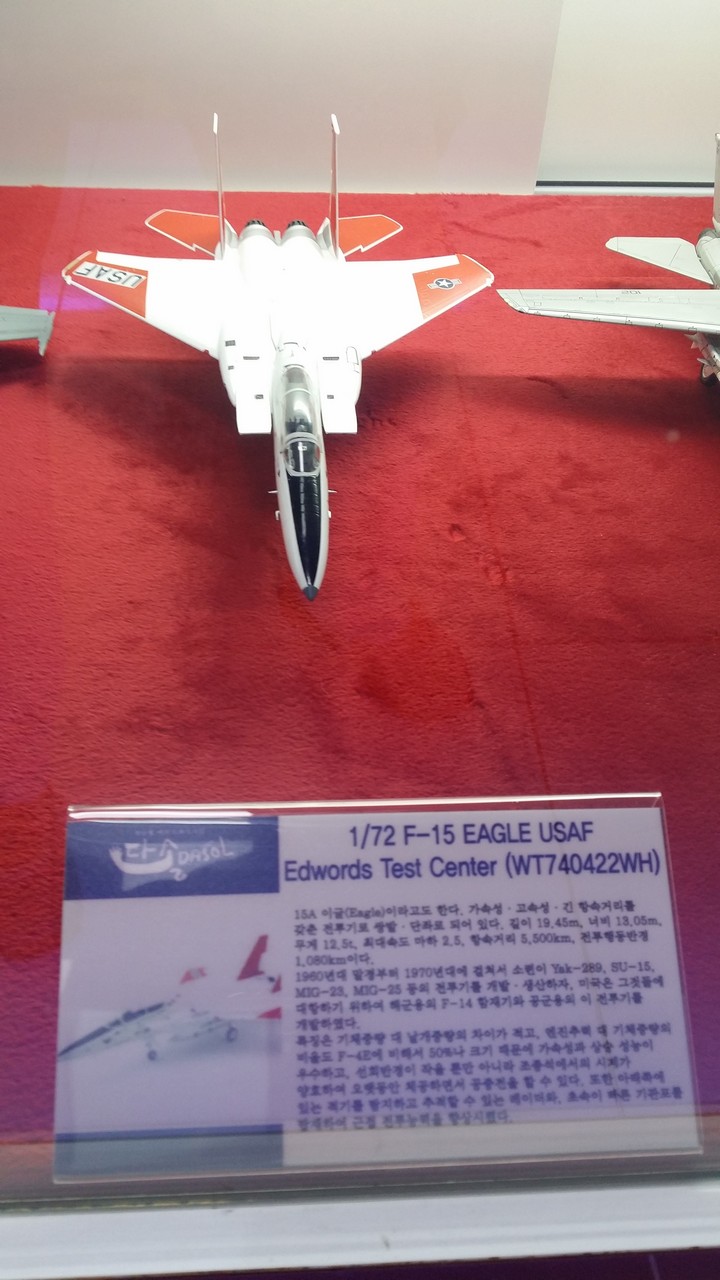 USAF
1/72 F-15 EAGLE USAF
Edwords Test Center (WT740422WH)
다솔 DASOL
15A 이글(Eagle)이라고도 한다. 가속성·고속성·긴 항속거리를
갖춘 전투기로 쌍발·단좌로 되어 있다. 길이 19.45m, 너비 13.05m,
무게 12.5t, 최대속도 마하 2.5, 항속거리 5,500km, 전투행동반경
1,080km이다.
1960년대 말경부터 1970년대에 걸쳐서 소련이 Yak-289, SU-15,
MIG-23, MIG-25 등의 전투기를 개발·생산하자, 미국은 그것들에
대항하기 위하여 해군용의 F-14 함재기와 공군용의 이 전투기를
개발하였다.
특징은 기체중량 대 날개중량의 차이가 적고, 엔진추력 대 기체중량의
비율도 F-4E에 비해서 50%나 크기 때문에 가속성과 상승 성능이
우수하고, 선회반경이 작을 뿐만 아니라 조종석에서의 시계가
양호하여 오랫동안 체공하면서 공중전을 할 수 있다. 또한 아래쪽에
있는 적기를 탐지하고 추적할 수 있는 레이더와, 초속이 빠른 기관포를
탑재하여 근접 전투능력을 향상시켰다.